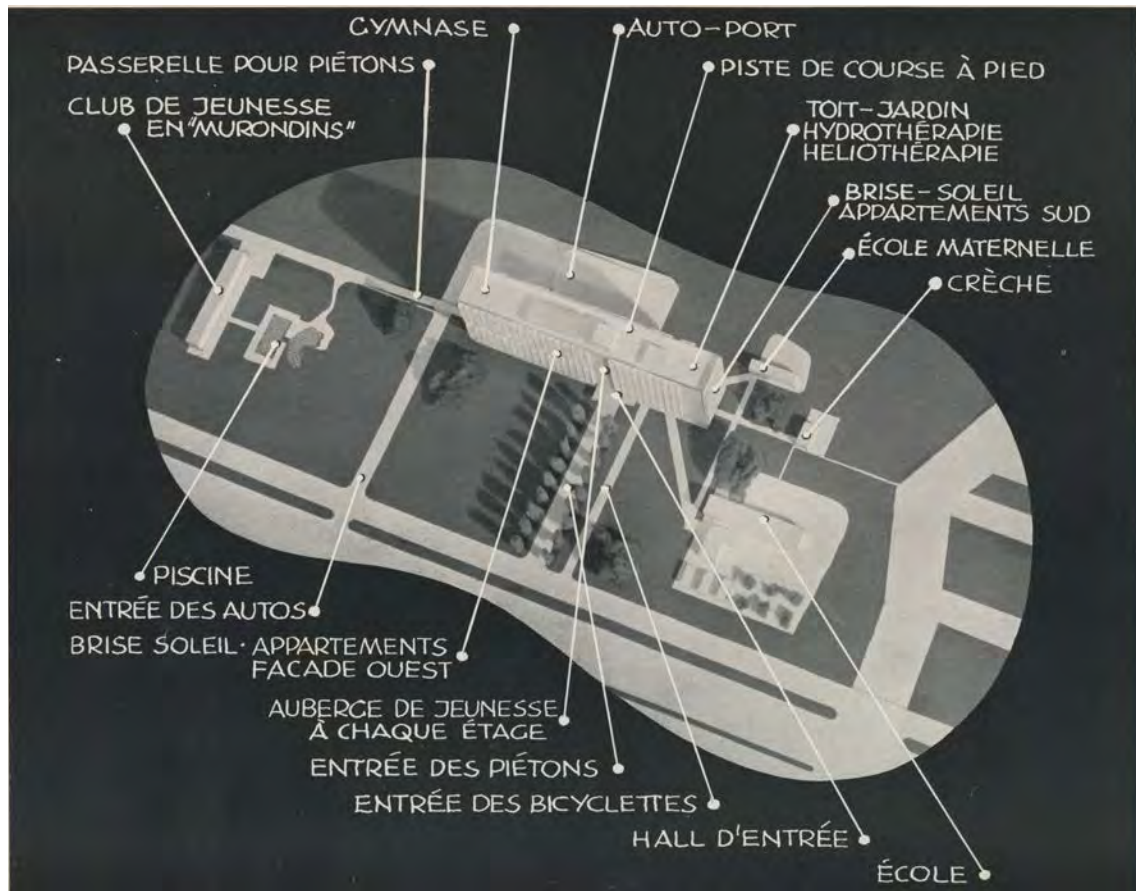 GYMNASE
AUTO-PORT
PASSERELLE POUR PIÉTONS
PISTE DE COURSE À PIED
CLUB DE JEUNESSE
EN "MURONDINS"
TOIT-JARDIN
HYDROTHÉRAPIE
HELIOTHÉRAPIE
BRISE-SOLEIL
APPARTEMENTS SUD
ÉCOLE MATERNELLE
CRÈCHE
PISCINE
ENTRÉE DES AUTOS
BRISE SOLEIL · APPARTEMENTS
FACADE OUEST
AUBERGE DE JEUNESSE
À CHAQUE ÉTAGE
ENTRÉE DES PIÉTONS
ENTRÉE DES BICYCLETTES
HALL D'ENTRÉE
ÉCOLE